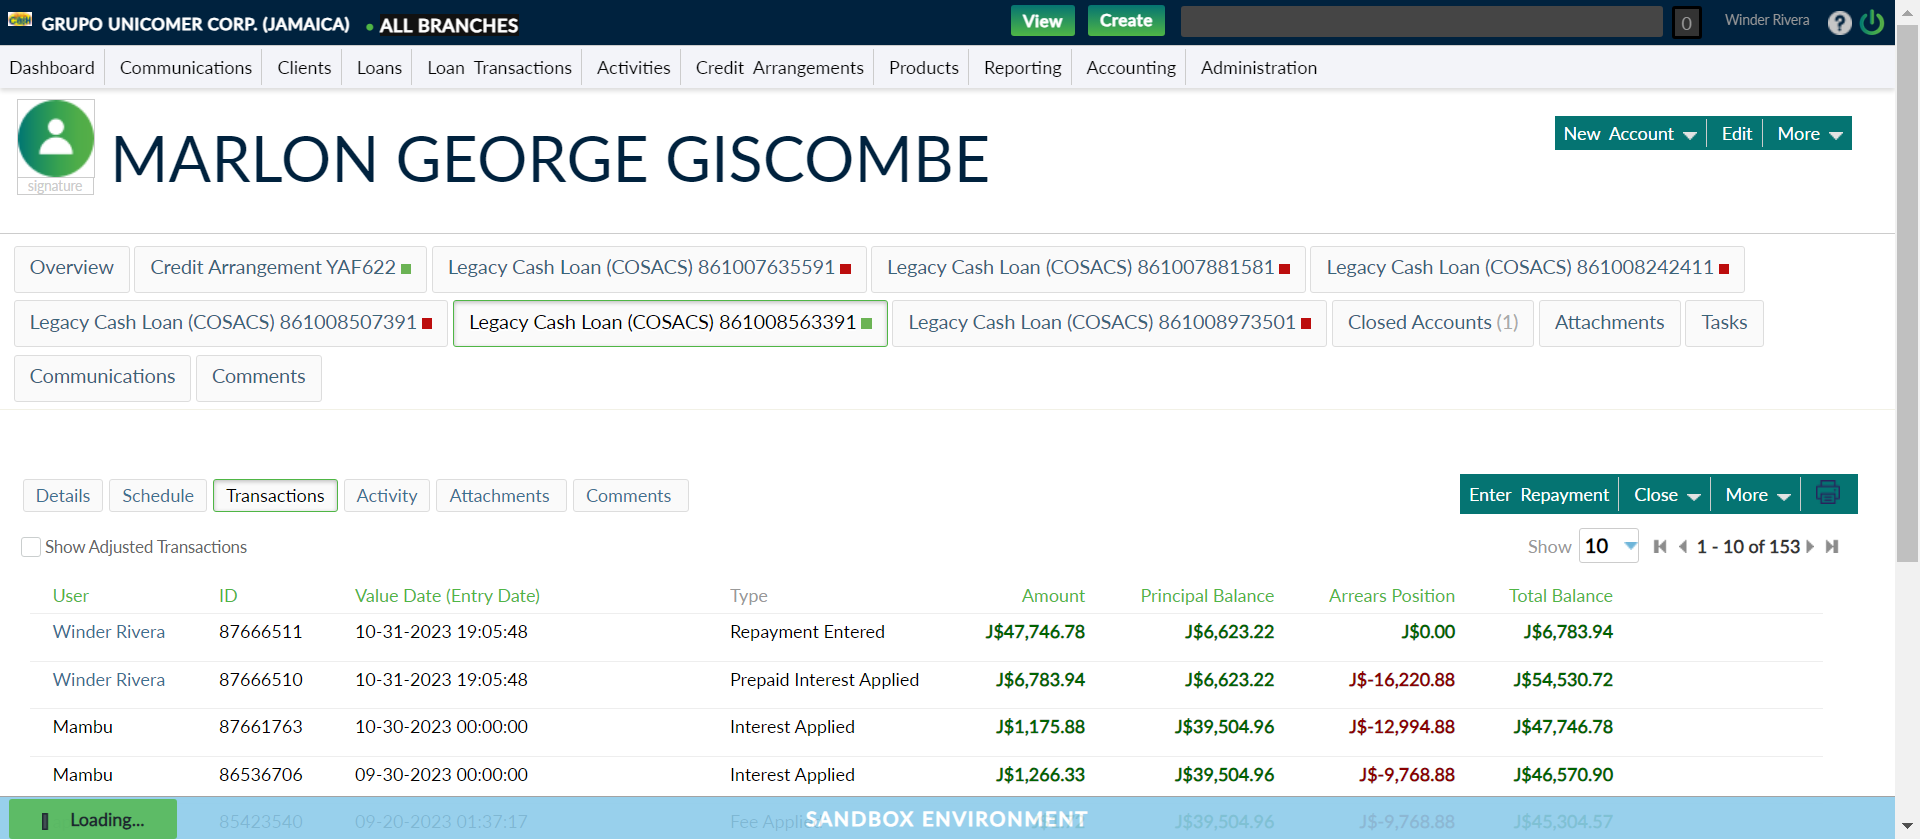 GRUPO UNICOMER CORP. (JAMAICA) ALL BRANCHES View Create 0 Winder Rivera ?
Dashboard Communications Clients Loans Loan Transactions Activities Credit Arrangements Products Reporting Accounting Administration
signature
MARLON GEORGE GISCOMBE
New Account Edit More
Overview Credit Arrangement YAF622 Legacy Cash Loan (COSACS) 861007635591 Legacy Cash Loan (COSACS) 861007881581 Legacy Cash Loan (COSACS) 861008242411
Legacy Cash Loan (COSACS) 861008507391 Legacy Cash Loan (COSACS) 861008563391 Legacy Cash Loan (COSACS) 861008973501 Closed Accounts (1) Attachments Tasks
Communications Comments
Details Schedule Transactions Activity Attachments Comments Enter Repayment Close More
Show Adjusted Transactions Show 10 1 - 10 of 153
User ID Value Date (Entry Date) Type Amount Principal Balance Arrears Position Total Balance
Winder Rivera 87666511 10-31-2023 19:05:48 Repayment Entered J$47,746.78 J$6,623.22 J$0.00 J$6,783.94
Winder Rivera 87666510 10-31-2023 19:05:48 Prepaid Interest Applied J$6,783.94 J$6,623.22 J$-16,220.88 J$54,530.72
Mambu 87661763 10-30-2023 00:00:00 Interest Applied J$1,175.88 J$39,504.96 J$-12,994.88 J$47,746.78
Mambu 86536706 09-30-2023 00:00:00 Interest Applied J$1,266.33 J$39,504.96 J$-9,768.88 J$46,570.90
Loading... 85423540 09-20-2023 01:37:17 Fee Applied SANDBOX ENVIRONMENT J$39,504.96 J$-9,768.88 J$45,304.57